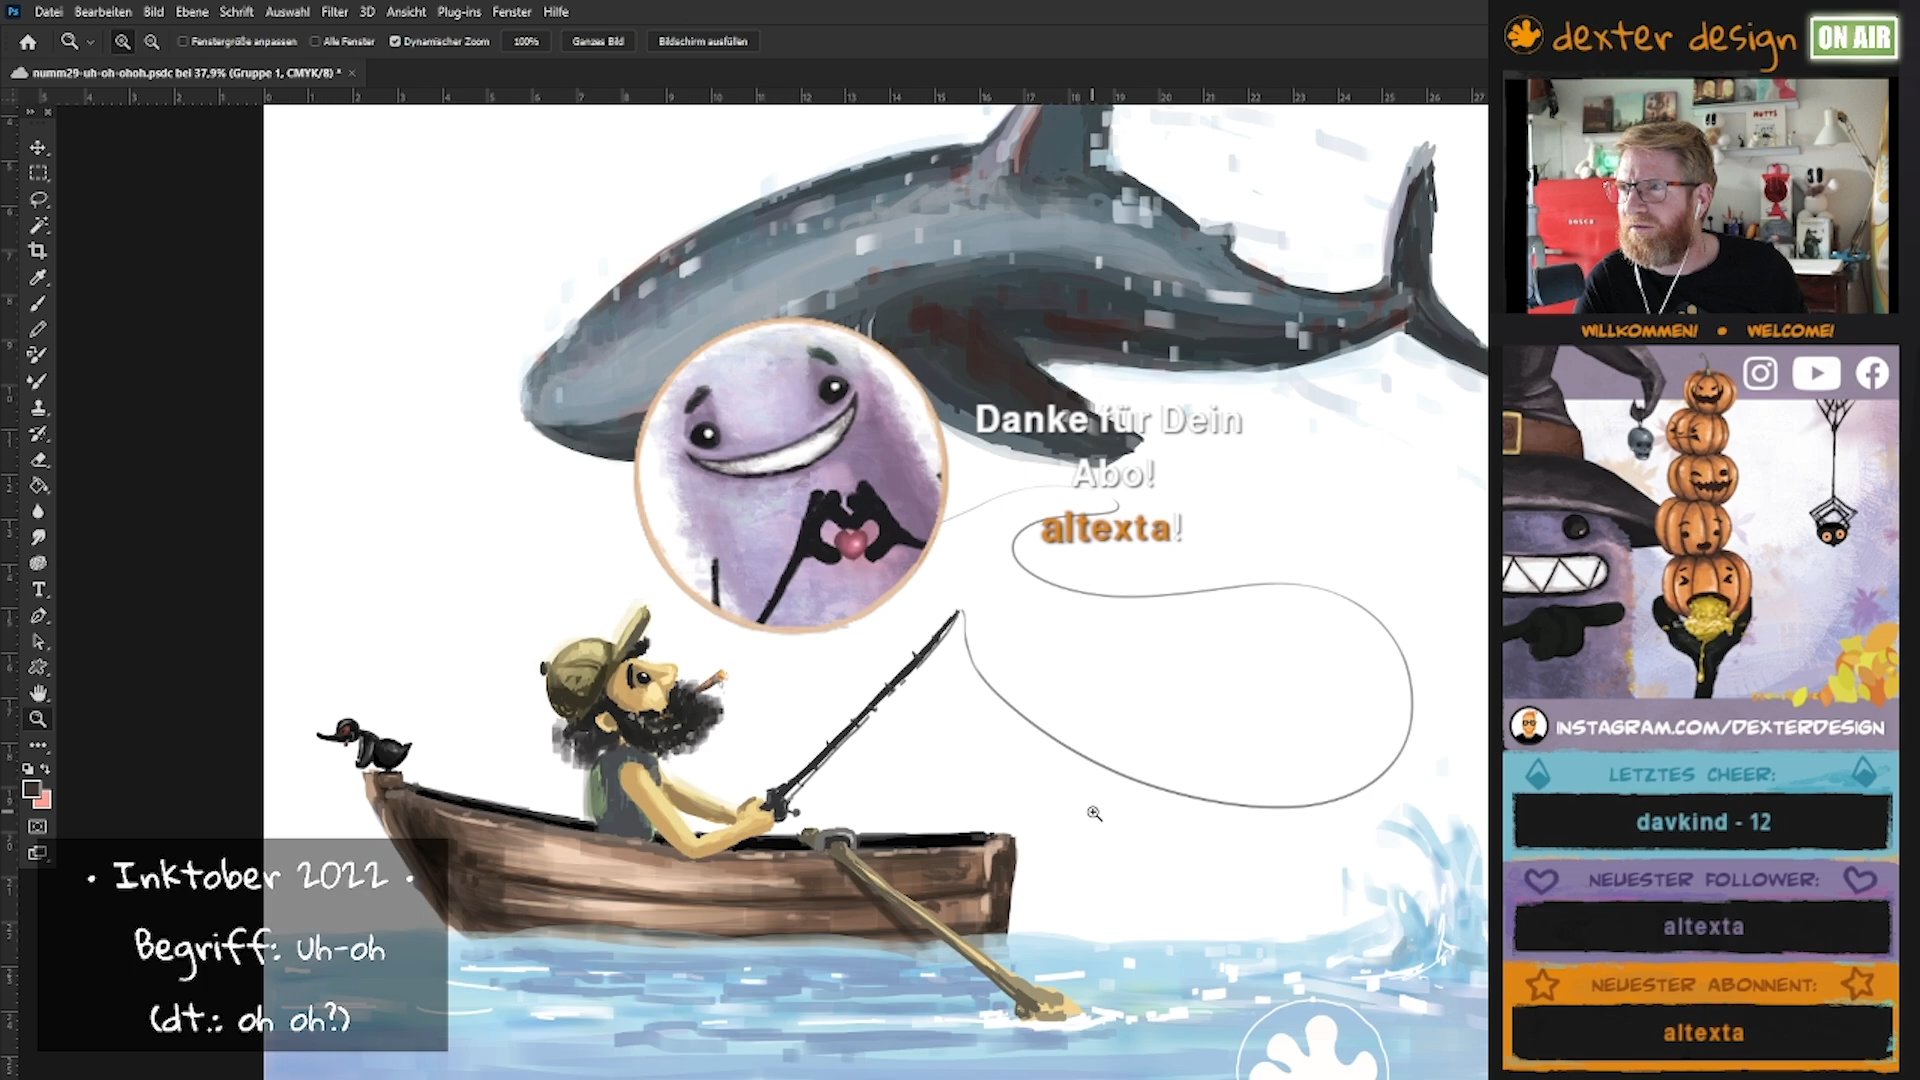 Ps Datei Bearbeiten Bild Ebene Schrift Auswahl Filter 3D Ansicht Plug-ins Fenster Hilfe
Fenstergröße anpassen Alle Fenster Dynamischer Zoom 100% Ganzes Bild Bildschirm ausfüllen
numm29-uh-oh-ohoh.psdc bei 37,9% (Gruppe 1, CMYK/8) *
dexter design ON AIR
WILLKOMMEN! • WELCOME!
Danke für Dein
Abo!
altexta!
INSTAGRAM.COM/DEXTERDESIGN
LETZTES CHEER:
davkind - 12
NEUESTER FOLLOWER:
altexta
NEUESTER ABONNENT:
altexta
• Inktober 2022 •
Begriff: uh-oh
(dt.: oh oh?)